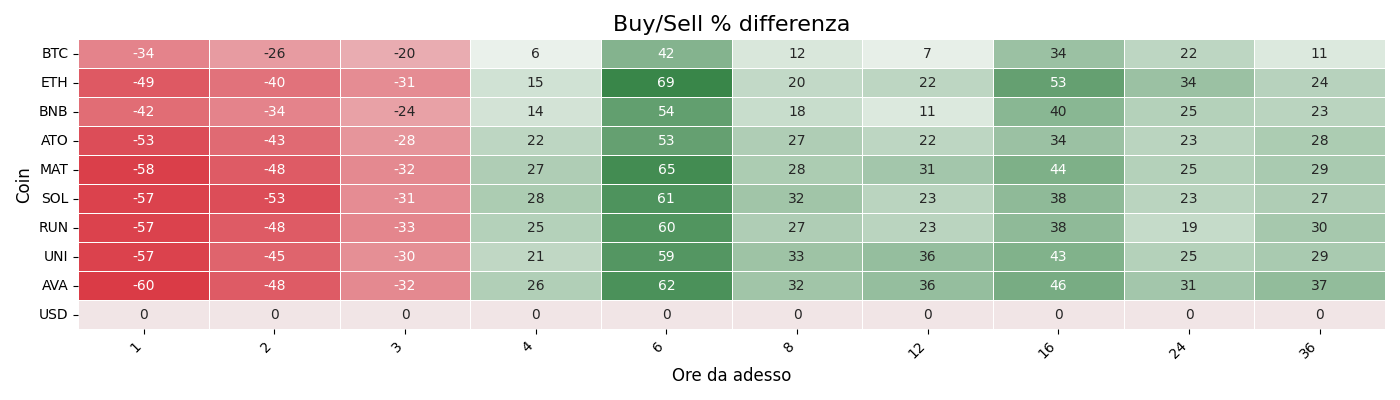 Buy/Sell % differenza
Coin
BTC -34 -26 -20 6 42 12 7 34 22 11
ETH -49 -40 -31 15 69 20 22 53 34 24
BNB -42 -34 -24 14 54 18 11 40 25 23
ATO -53 -43 -28 22 53 27 22 34 23 28
MAT -58 -48 -32 27 65 28 31 44 25 29
SOL -57 -53 -31 28 61 32 23 38 23 27
RUN -57 -48 -33 25 60 27 23 38 19 30
UNI -57 -45 -30 21 59 33 36 43 25 29
AVA -60 -48 -32 26 62 32 36 46 31 37
USD 0 0 0 0 0 0 0 0 0 0
1 2 3 4 6 8 12 16 24 36
Ore da adesso